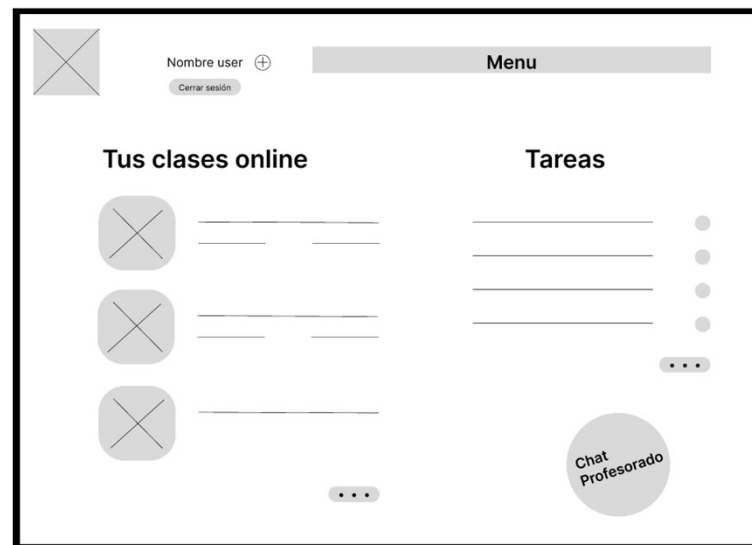 Nombre user
Menu
Cerrar sesión
Tus clases online
Tareas
Chat
Profesorado